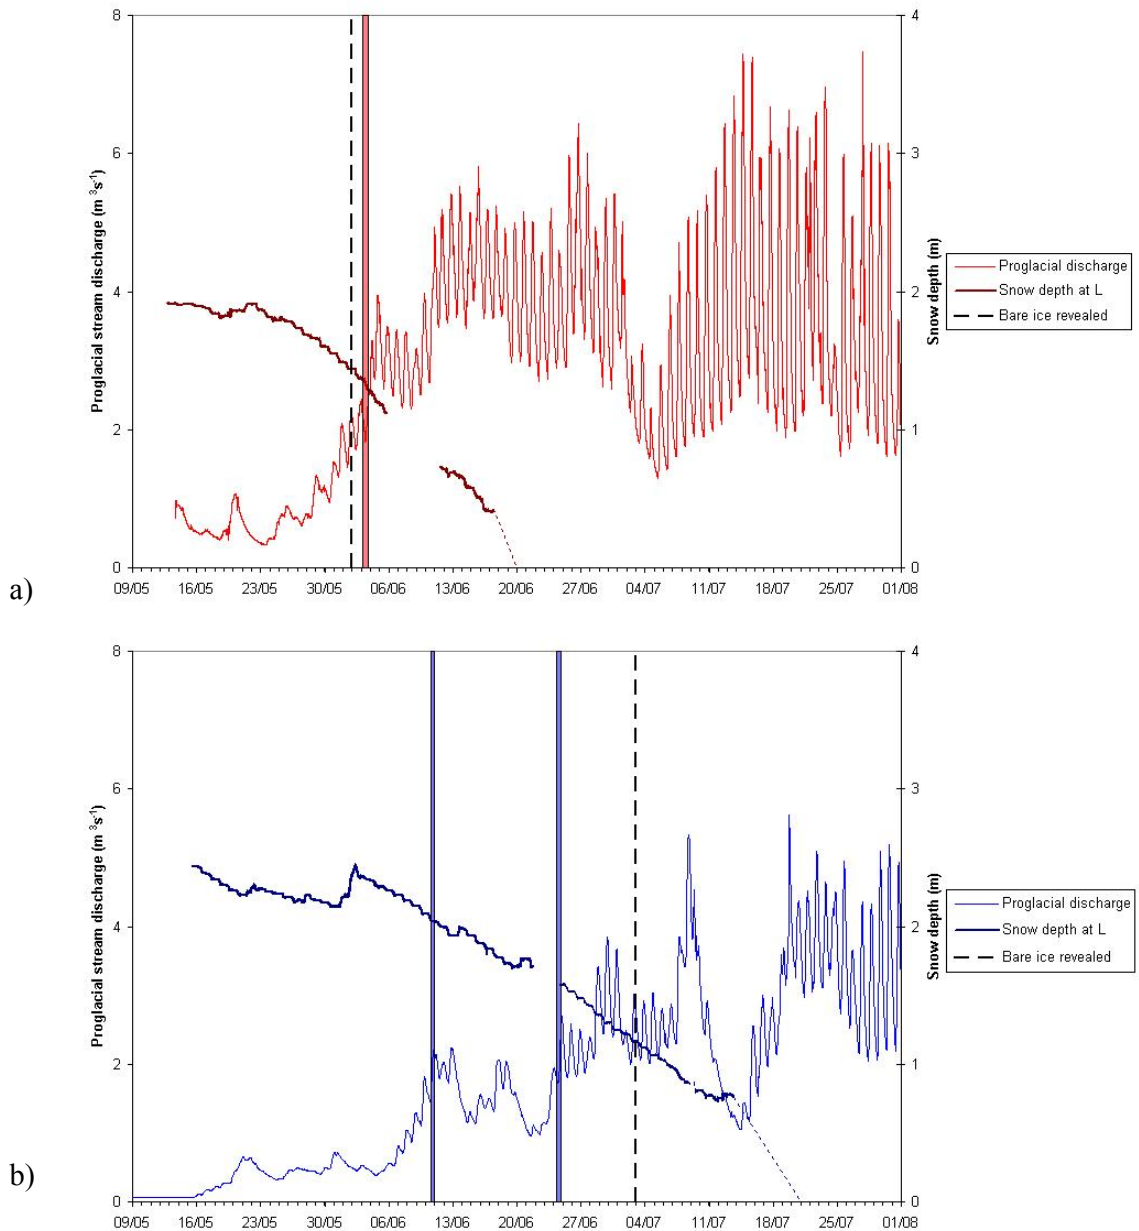 8
6
4
2
0
Proglacial stream discharge (m ³s⁻¹)
4
3
2
1
0
Snow depth (m)
Proglacial discharge
Snow depth at L
Bare ice revealed
09/05 16/05 23/05 30/05 06/06 13/06 20/06 27/06 04/07 11/07 18/07 25/07 01/08
a)
8
6
4
2
0
Proglacial stream discharge (m ³s⁻¹)
4
3
2
1
0
Snow depth (m)
Proglacial discharge
Snow depth at L
Bare ice revealed
09/05 16/05 23/05 30/05 06/06 13/06 20/06 27/06 04/07 11/07 18/07 25/07 01/08
b)